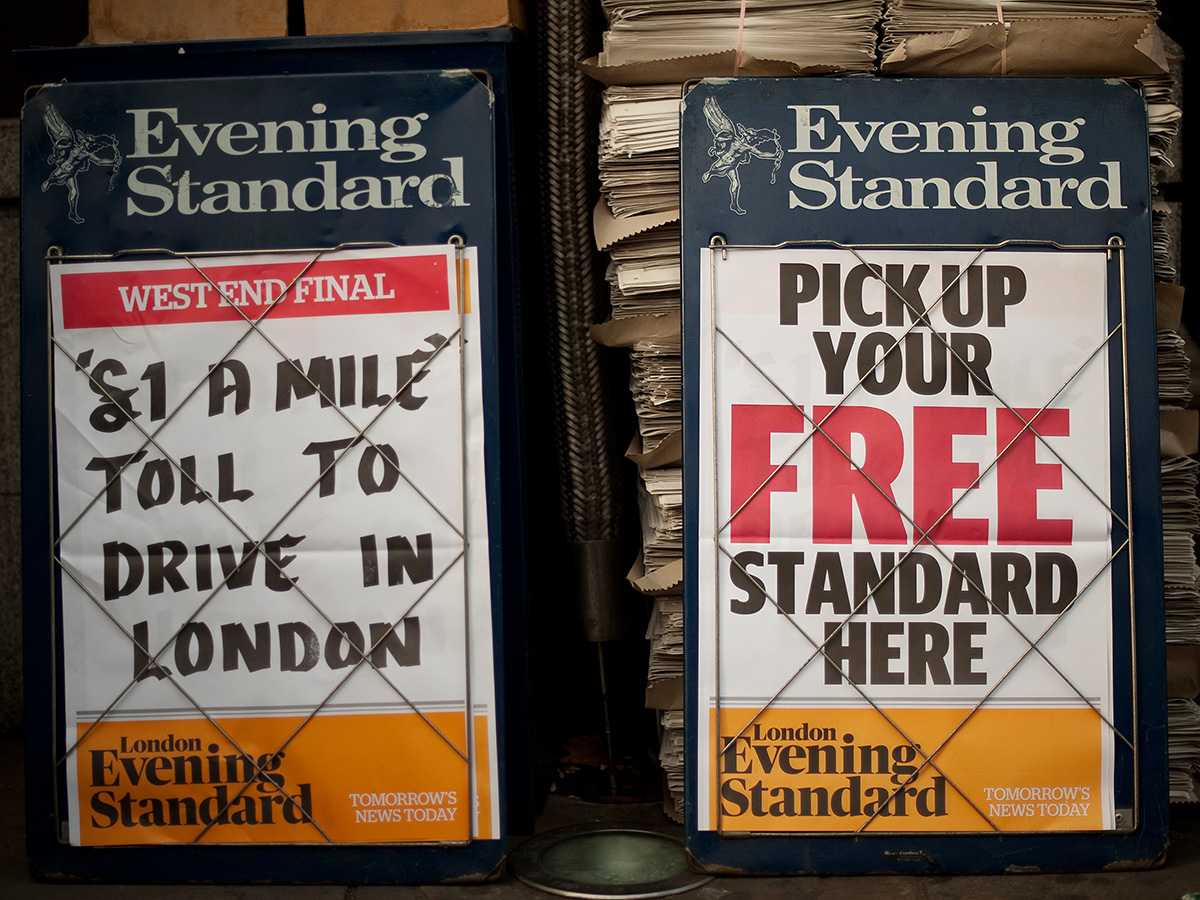 Evening
Standard
WEST END FINAL
'£1 A MILE'
TOLL TO
DRIVE IN
LONDON
London
Evening
Standard
TOMORROW'S
NEWS TODAY
Evening
Standard
PICK UP
YOUR
FREE
STANDARD
HERE
London
Evening
Standard
TOMORROW'S
NEWS TODAY